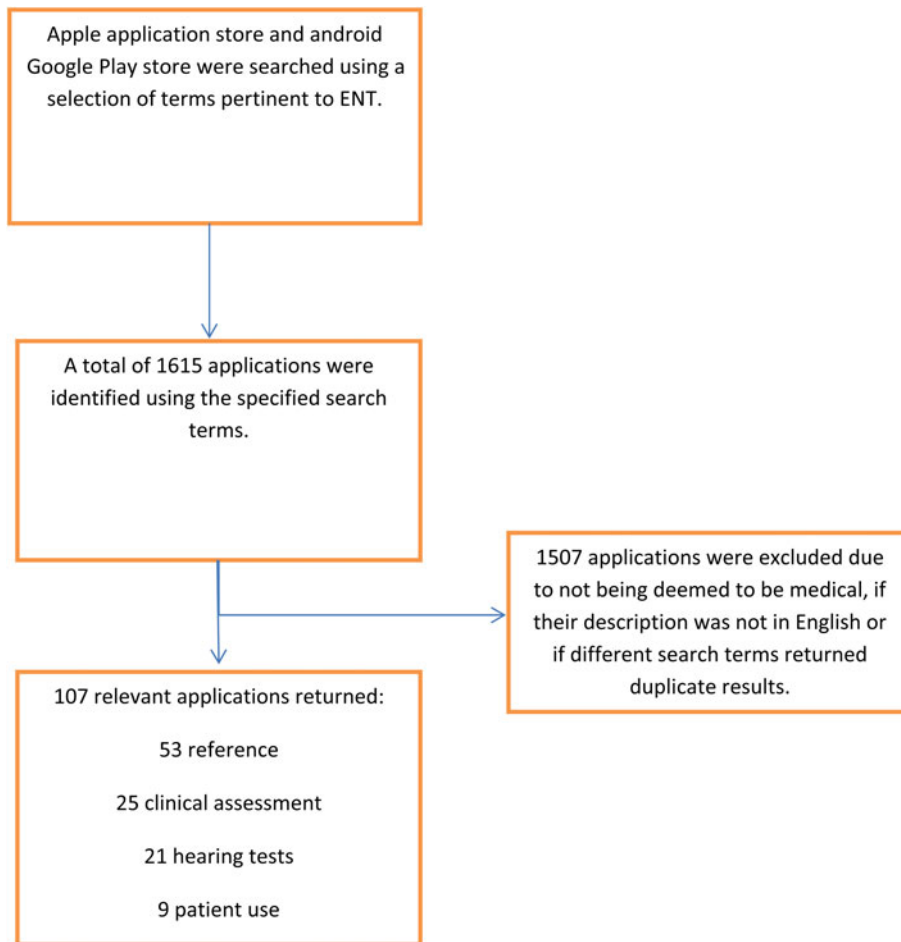 Apple application store and android
Google Play store were searched using a
selection of terms pertinent to ENT.
A total of 1615 applications were
identified using the specified search
terms.
1507 applications were excluded due
to not being deemed to be medical, if
their description was not in English or
if different search terms returned
duplicate results.
107 relevant applications returned:
53 reference
25 clinical assessment
21 hearing tests
9 patient use